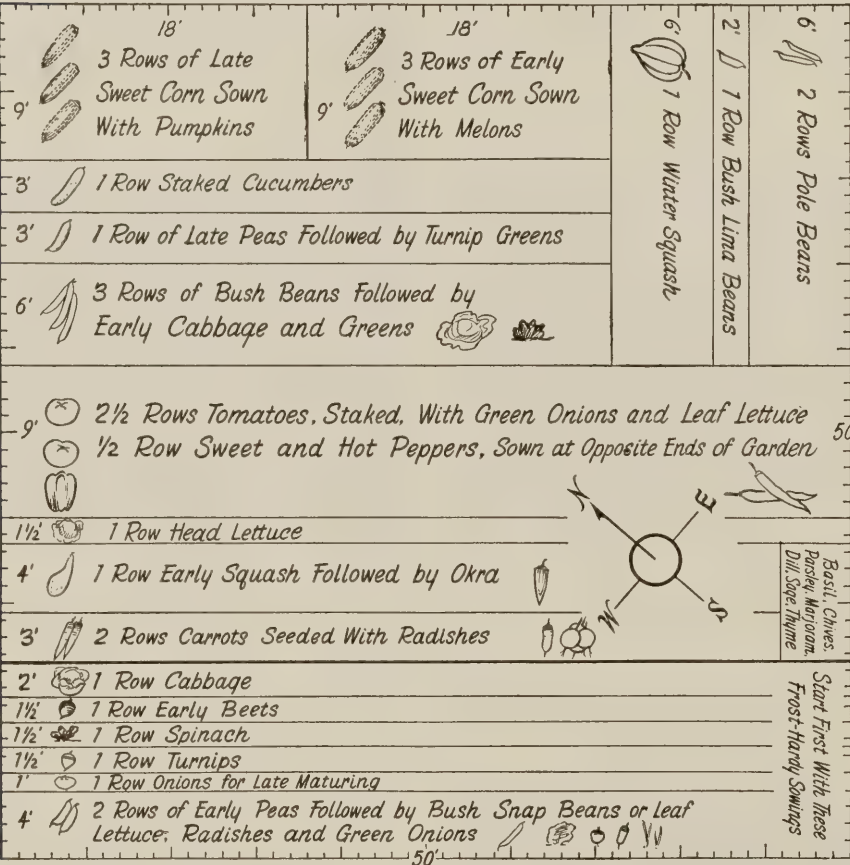 18'
3 Rows of Late
Sweet Corn Sown
With Pumpkins
9'
18'
3 Rows of Early
Sweet Corn Sown
With Melons
9'
6'
1 Row Winter Squash
2'
1 Row Bush Lima Beans
6'
2 Rows Pole Beans
3' 1 Row Staked Cucumbers
3' 1 Row of Late Peas Followed by Turnip Greens
6' 3 Rows of Bush Beans Followed by
Early Cabbage and Greens
9' 2½ Rows Tomatoes, Staked, With Green Onions and Leaf Lettuce
½ Row Sweet and Hot Peppers, Sown at Opposite Ends of Garden
50
N
E
S
W
1½' 1 Row Head Lettuce
4' 1 Row Early Squash Followed by Okra
3' 2 Rows Carrots Seeded With Radishes
Basil, Chives,
Parsley, Marjoram,
Dill, Sage, Thyme
2' 1 Row Cabbage
1½' 1 Row Early Beets
1½' 1 Row Spinach
1½' 1 Row Turnips
1' 1 Row Onions for Late Maturing
4' 2 Rows of Early Peas Followed by Bush Snap Beans or Leaf
Lettuce, Radishes and Green Onions
Start First With These
Frost-Hardy Sowings
50'